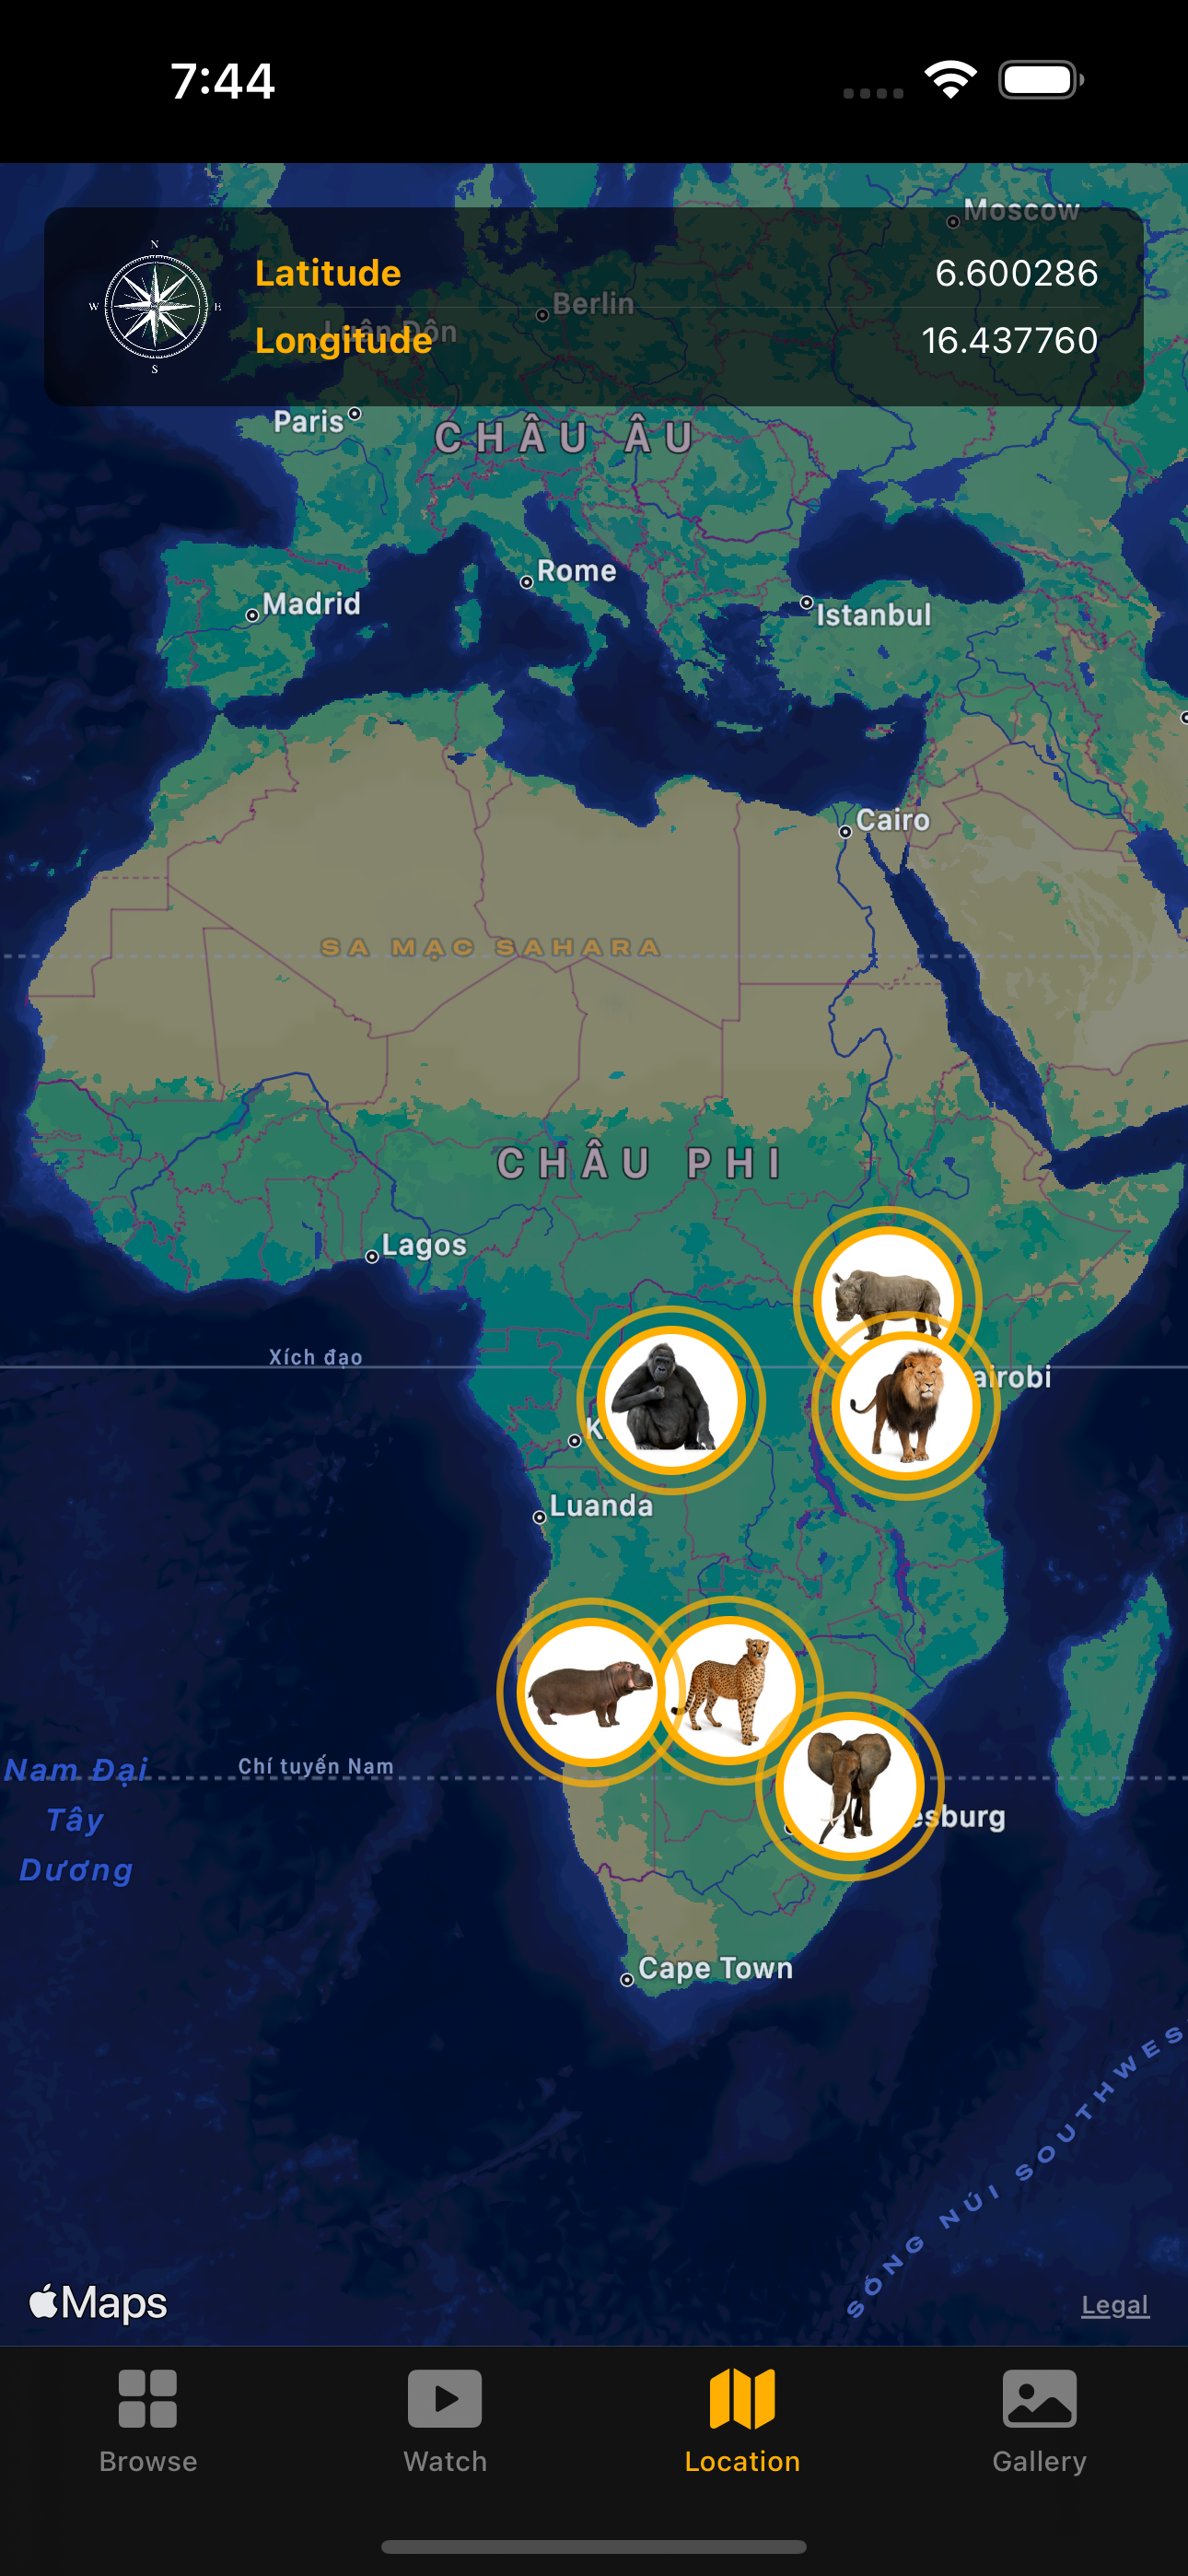 7:44
Moscow
N
W
E
S
Latitude
6.600286
Berlin
Luân Đôn
Longitude
16.437760
Paris
CHÂU ÂU
Rome
Madrid
Istanbul
Cairo
SA MẠC SAHARA
CHÂU PHI
Lagos
Xích đạo
airobi
K
Luanda
Nam Đại
Tây
Dương
Chí tuyến Nam
esburg
Cape Town
SỐNG NÚI SOUTHWES
Maps
Legal
Browse
Watch
Location
Gallery